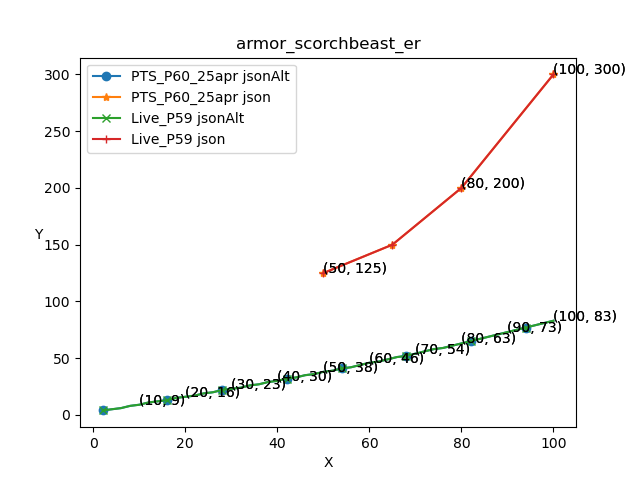 armor_scorchbeast_er
PTS_P60_25apr jsonAlt
PTS_P60_25apr json
Live_P59 jsonAlt
Live_P59 json
(100, 300)
(80, 200)
(50, 125)
(100, 83)
(90, 73)
(80, 63)
(70, 54)
(60, 46)
(50, 38)
(40, 30)
(30, 23)
(20, 16)
(10, 9)
Y
300
250
200
150
100
50
0
0 20 40 60 80 100
X